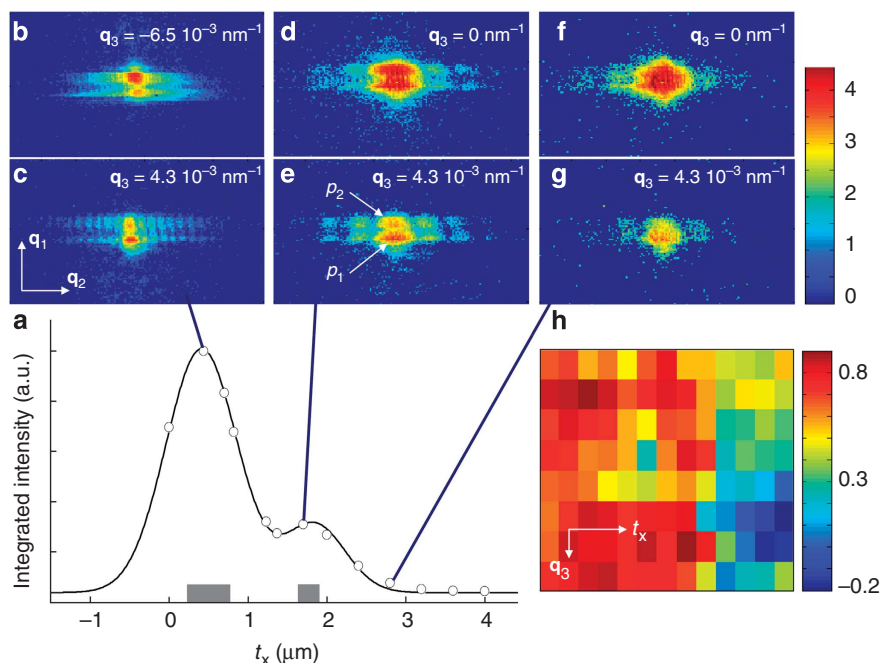 b
q3 = −6.5 10−3 nm−1
d
q3 = 0 nm−1
f
q3 = 0 nm−1
c
q3 = 4.3 10−3 nm−1
q1
q2
e
q3 = 4.3 10−3 nm−1
p2
p1
g
q3 = 4.3 10−3 nm−1
4
3
2
1
0
a
Integrated intensity (a.u.)
−1
0
1
2
3
4
tx (μm)
h
tx
q3
0.8
0.3
−0.2